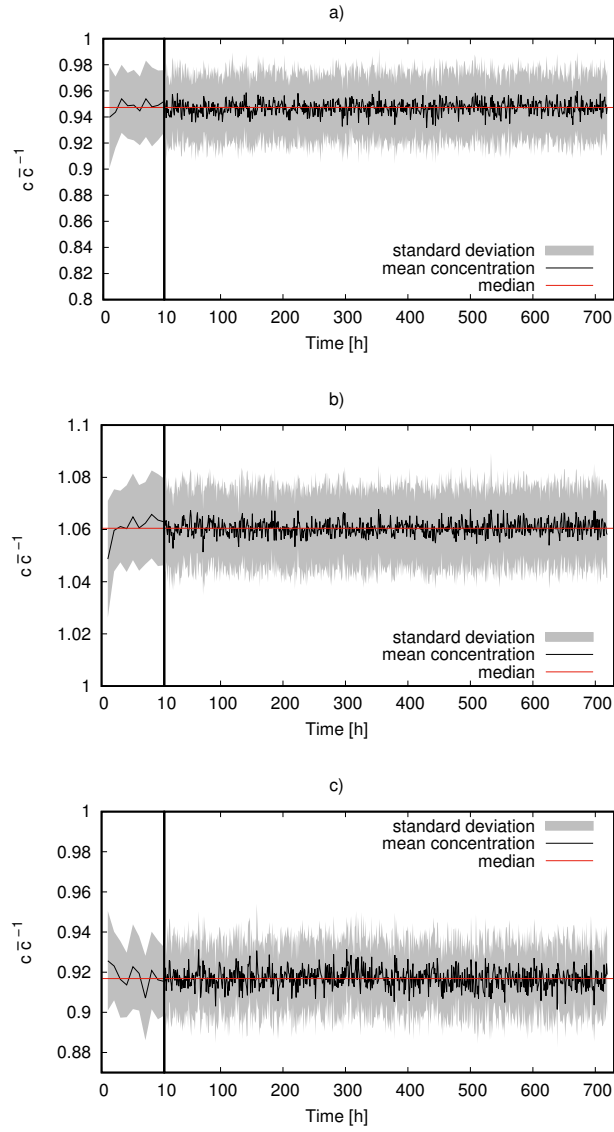 a)
1
0.98
0.96
0.94
0.92
0.9
0.88
0.86
0.84
0.82
0.8
c c̄⁻¹
standard deviation
mean concentration
median
0 10 100 200 300 400 500 600 700
Time [h]
b)
1.1
1.08
1.06
1.04
1.02
1
c c̄⁻¹
standard deviation
mean concentration
median
0 10 100 200 300 400 500 600 700
Time [h]
c)
1
0.98
0.96
0.94
0.92
0.9
0.88
c c̄⁻¹
standard deviation
mean concentration
median
0 10 100 200 300 400 500 600 700
Time [h]